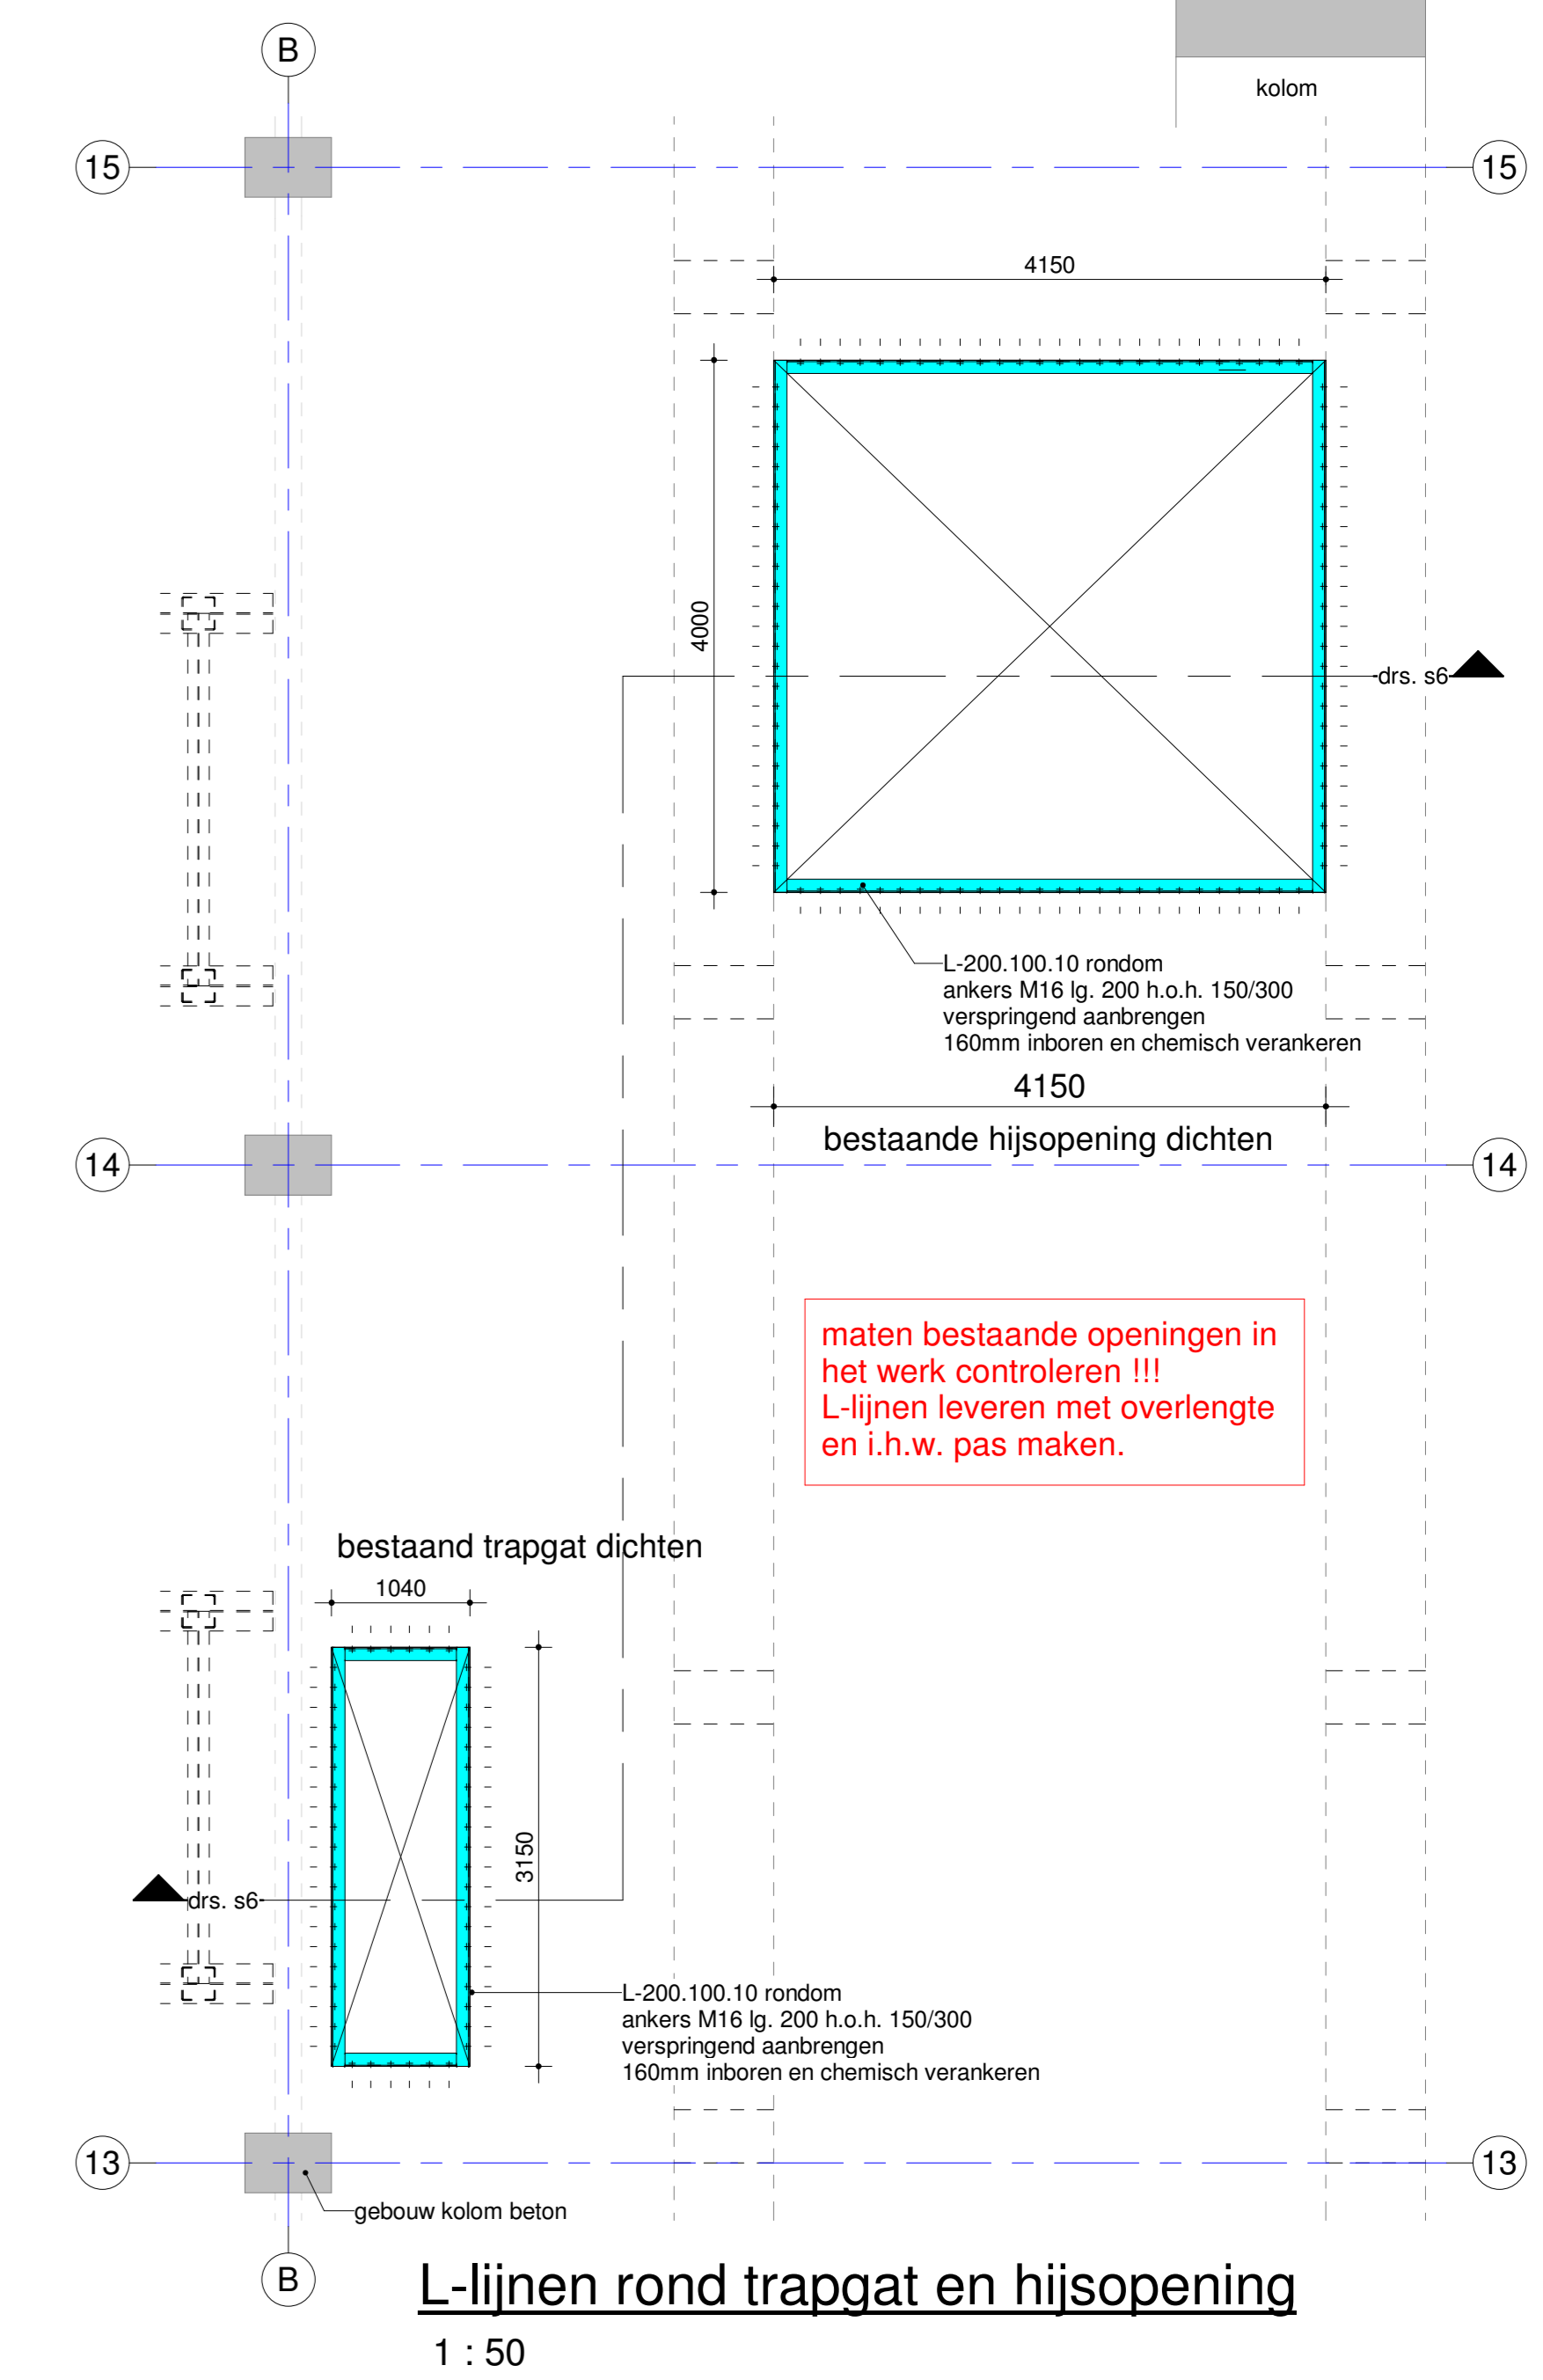 B
kolom
15
15
4150
4000
drs. s6
L-200.100.10 rondom
ankers M16 lg. 200 h.o.h. 150/300
verspringend aanbrengen
160mm inboren en chemisch verankeren
4150
bestaande hijsopening dichten
14
14
maten bestaande openingen in
het werk controleren !!!
L-lijnen leveren met overlengte
en i.h.w. pas maken.
bestaand trapgat dichten
1040
3150
drs. s6
L-200.100.10 rondom
ankers M16 lg. 200 h.o.h. 150/300
verspringend aanbrengen
160mm inboren en chemisch verankeren
13
13
gebouw kolom beton
B
L-lijnen rond trapgat en hijsopening
1 : 50